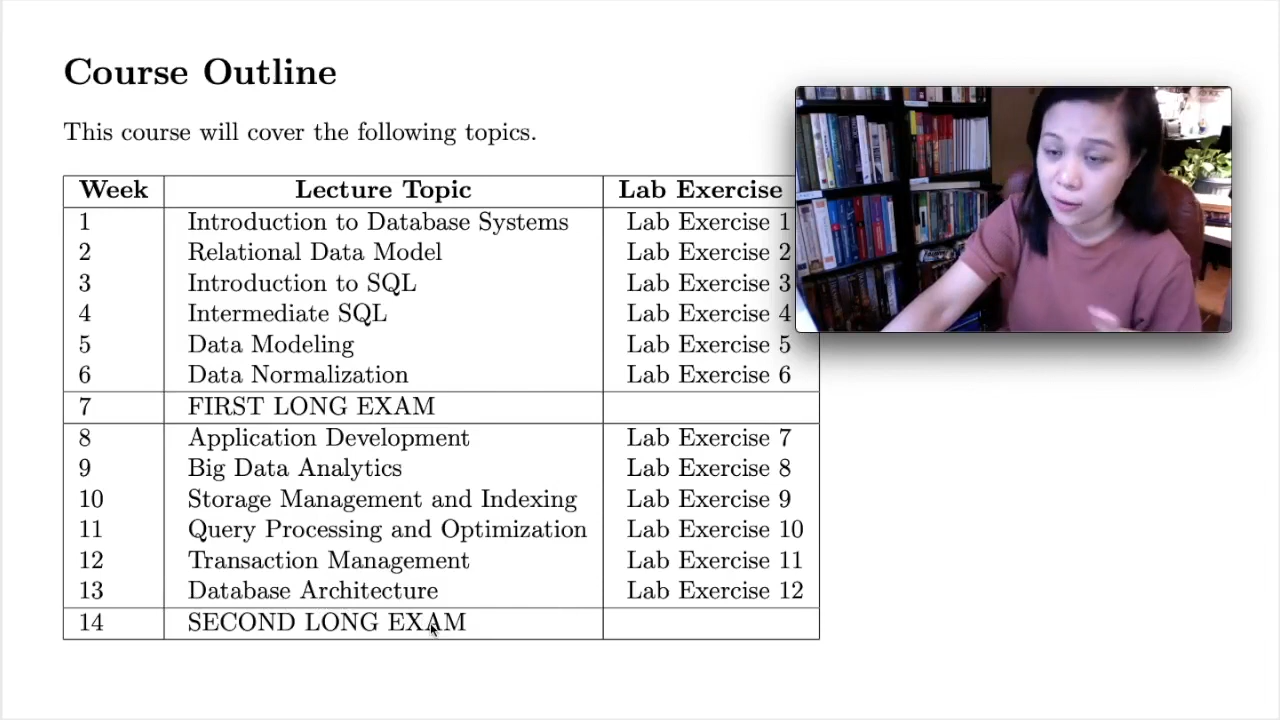 Course Outline
This course will cover the following topics.
Week Lecture Topic Lab Exercise
1 Introduction to Database Systems Lab Exercise 1
2 Relational Data Model Lab Exercise 2
3 Introduction to SQL Lab Exercise 3
4 Intermediate SQL Lab Exercise 4
5 Data Modeling Lab Exercise 5
6 Data Normalization Lab Exercise 6
7 FIRST LONG EXAM
8 Application Development Lab Exercise 7
9 Big Data Analytics Lab Exercise 8
10 Storage Management and Indexing Lab Exercise 9
11 Query Processing and Optimization Lab Exercise 10
12 Transaction Management Lab Exercise 11
13 Database Architecture Lab Exercise 12
14 SECOND LONG EXAM